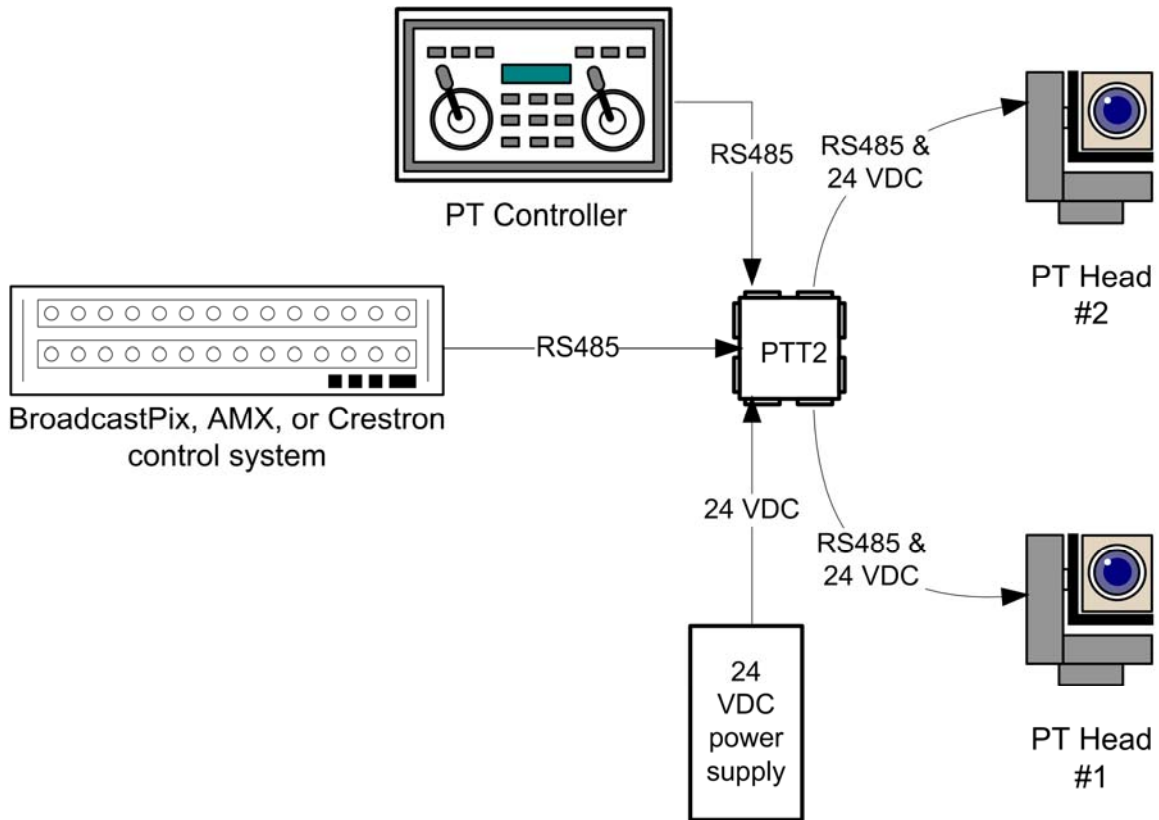 PT Controller
RS485
RS485 &
24 VDC
PT Head
#2
BroadcastPix, AMX, or Crestron
control system
RS485
PTT2
24 VDC
RS485 &
24 VDC
24
VDC
power
supply
PT Head
#1